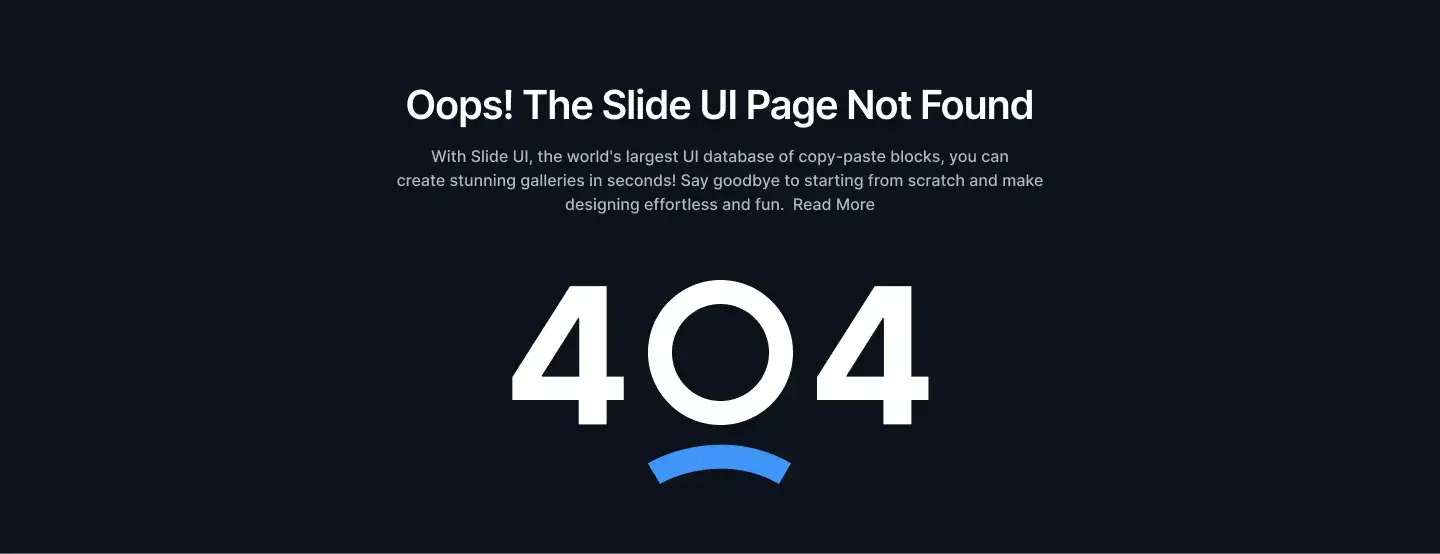 Oops! The Slide UI Page Not Found
With Slide UI, the world's largest UI database of copy-paste blocks, you can
create stunning galleries in seconds! Say goodbye to starting from scratch and make
designing effortless and fun. Read More
404